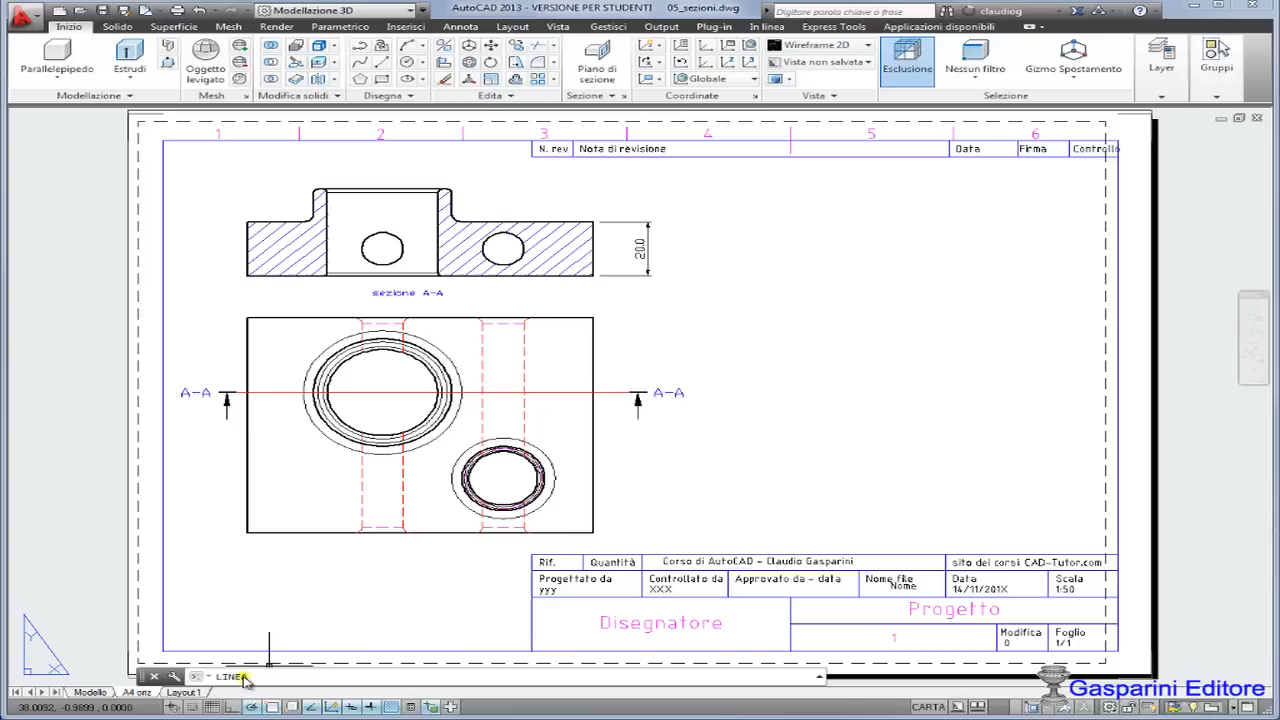 Modellazione 3D
AutoCAD 2013 - VERSIONE PER STUDENTI 05_sezioni.dwg
Digitare parola chiave o frase
claudiog
Inizio Solido Superficie Mesh Render Parametrico Inserisci Annota Layout Vista Gestisci Output Plug-in In linea Express Tools Applicazioni disponibili
Parallelepipedo Estrudi Oggetto levigato Piano di sezione
Wireframe 2D
Vista non salvata
Globale
Esclusione Nessun filtro Gizmo Spostamento Layer Gruppi
Modellazione Mesh Modifica solidi Disegna Edita Sezione Coordinate Vista Selezione
1 2 3 4 5 6
N. rev Nota di revisione Data Firma Controllo
20.0
sezione A-A
A-A A-A
Rif. Quantità Corso di AutoCAD - Claudio Gasparini sito dei corsi CAD-Tutor.com
Progettato da Controllato da Approvato da - data Nome file Data Scala
yyy XXX Nome 14/11/201X 1:50
Disegnatore Progetto
1 Modifica Foglio
0 1/1
LINEA
Modello A4 oriz Layout1
Gasparini Editore
38.0092, -0.9899, 0.0000 CARTA